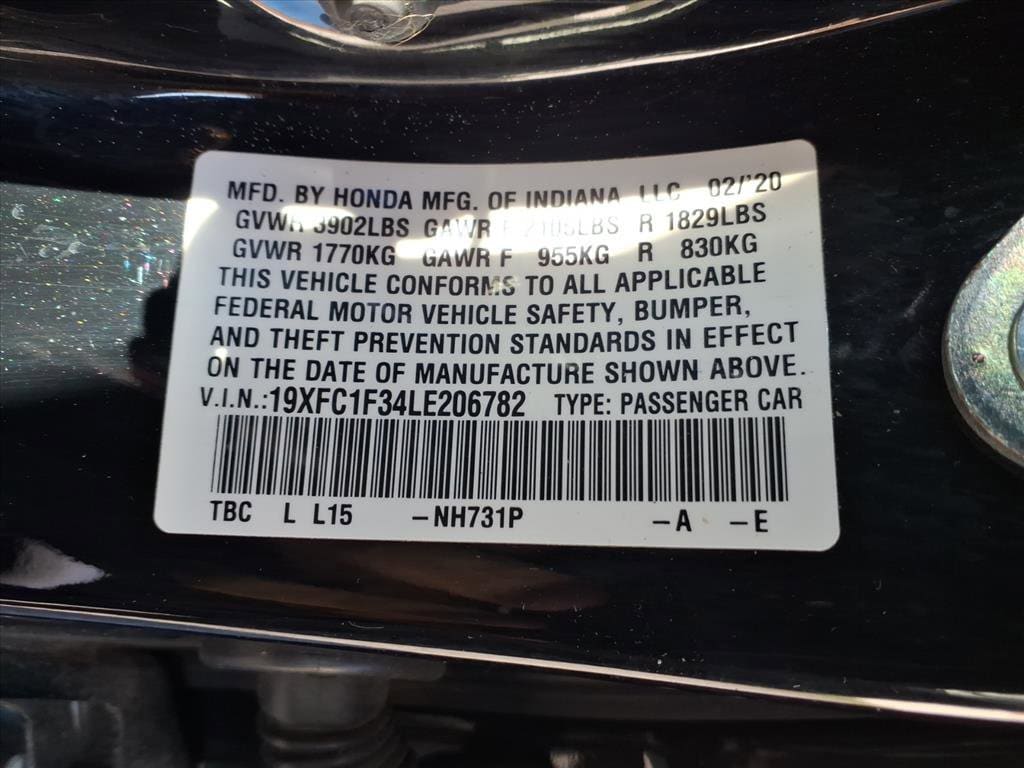 MFD. BY HONDA MFG. OF INDIANA, LLC 02/'20
GVWR 3902LBS GAWR F 2105LBS R 1829LBS
GVWR 1770KG GAWR F 955KG R 830KG
THIS VEHICLE CONFORMS TO ALL APPLICABLE
FEDERAL MOTOR VEHICLE SAFETY, BUMPER,
AND THEFT PREVENTION STANDARDS IN EFFECT
ON THE DATE OF MANUFACTURE SHOWN ABOVE.
V.I.N.:19XFC1F34LE206782 TYPE: PASSENGER CAR
TBC L L15 -NH731P -A -E